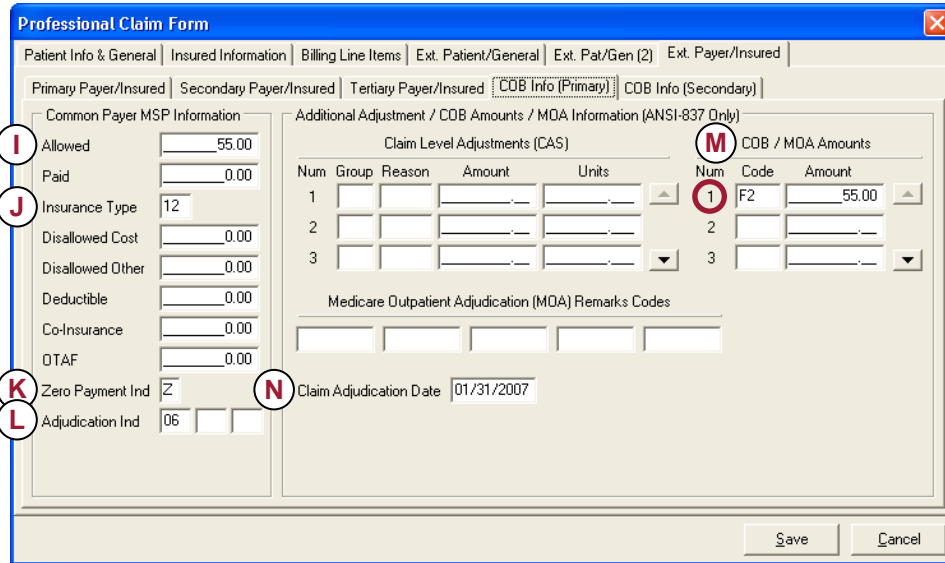 Professional Claim Form
Patient Info & General Insured Information Billing Line Items Ext. Patient/General Ext. Pat/Gen (2) Ext. Payer/Insured
Primary Payer/Insured Secondary Payer/Insured Tertiary Payer/Insured COB Info (Primary) COB Info (Secondary)
Common Payer MSP Information
I Allowed 55.00
Paid 0.00
J Insurance Type 12
Disallowed Cost 0.00
Disallowed Other 0.00
Deductible 0.00
Co-Insurance 0.00
OTAF 0.00
K Zero Payment Ind Z
L Adjudication Ind 06
Additional Adjustment / COB Amounts / MOA Information (ANSI-837 Only)
Claim Level Adjustments (CAS)
Num Group Reason Amount Units
1
2
3
M COB / MOA Amounts
Num Code Amount
1 F2 55.00
2
3
Medicare Outpatient Adjudication (MOA) Remarks Codes
N Claim Adjudication Date 01/31/2007
Save Cancel